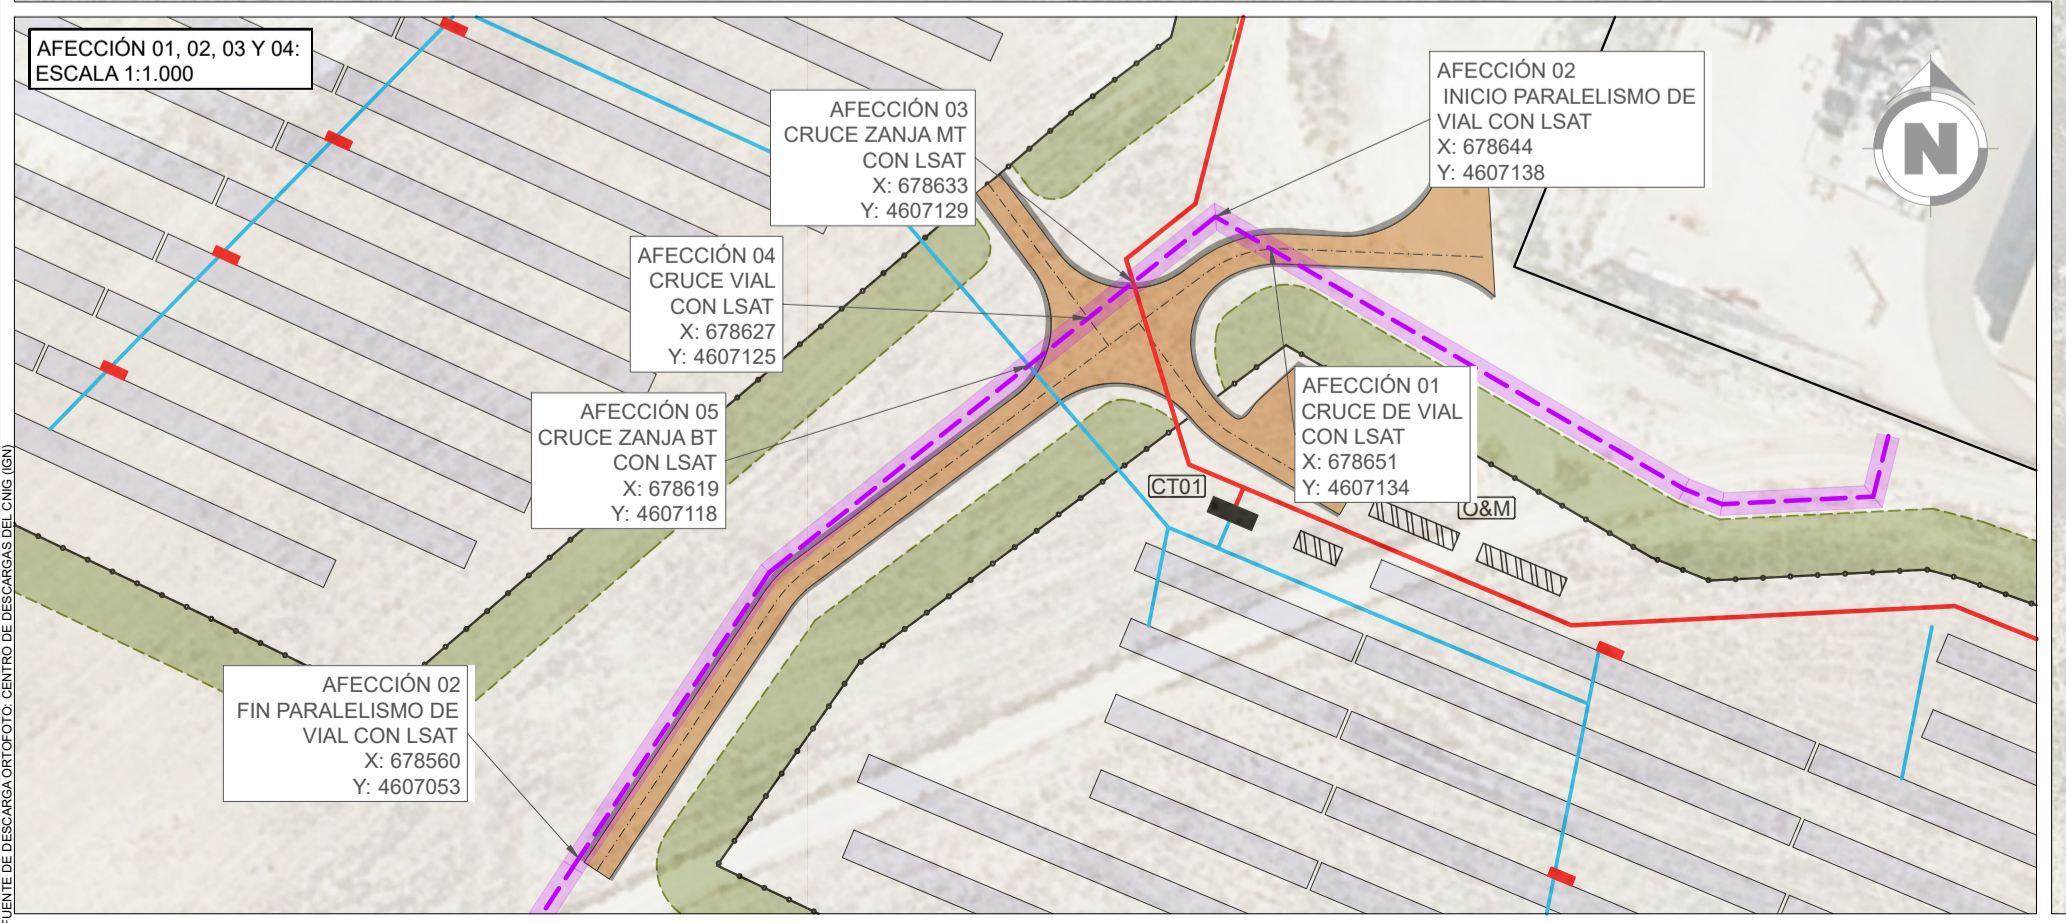 AFECCIÓN 01, 02, 03 Y 04:
ESCALA 1:1.000
AFECCIÓN 03
CRUCE ZANJA MT
CON LSAT
X: 678633
Y: 4607129
AFECCIÓN 02
INICIO PARALELISMO DE
VIAL CON LSAT
X: 678644
Y: 4607138
N
AFECCIÓN 04
CRUCE VIAL
CON LSAT
X: 678627
Y: 4607125
AFECCIÓN 05
CRUCE ZANJA BT
CON LSAT
X: 678619
Y: 4607118
AFECCIÓN 01
CRUCE DE VIAL
CON LSAT
X: 678651
Y: 4607134
CT01
O&M
AFECCIÓN 02
FIN PARALELISMO DE
VIAL CON LSAT
X: 678560
Y: 4607053
FUENTE DE DESCARGA ORTOFOTO: CENTRO DE DESCARGAS DEL CNIG (IGN)